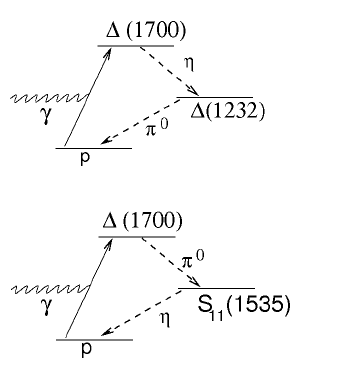 Δ (1700)
η
γ
Δ(1232)
π⁰
p
Δ (1700)
π⁰
γ
S₁₁(1535)
η
p